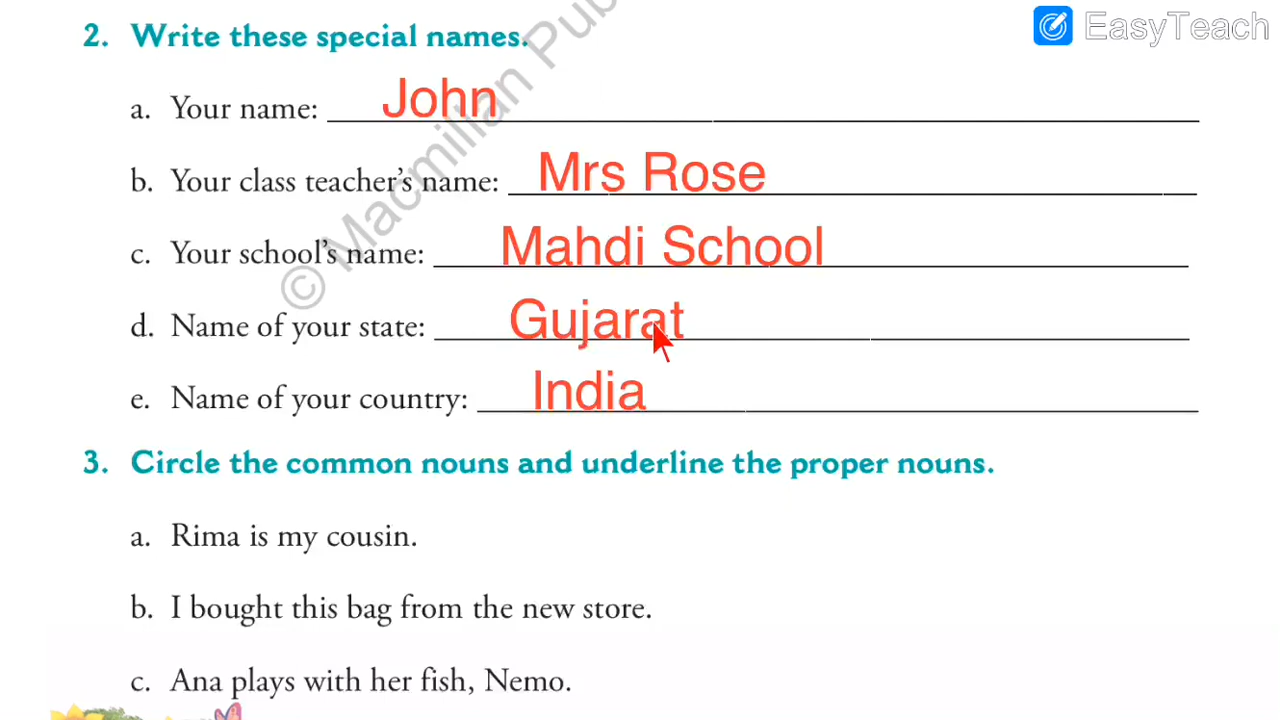 2. Write these special names.
EasyTeach
a. Your name: John
b. Your class teacher's name: Mrs Rose
c. Your school's name: Mahdi School
d. Name of your state: Gujarat
e. Name of your country: India
© Macmillan Pub
3. Circle the common nouns and underline the proper nouns.
a. Rima is my cousin.
b. I bought this bag from the new store.
c. Ana plays with her fish, Nemo.